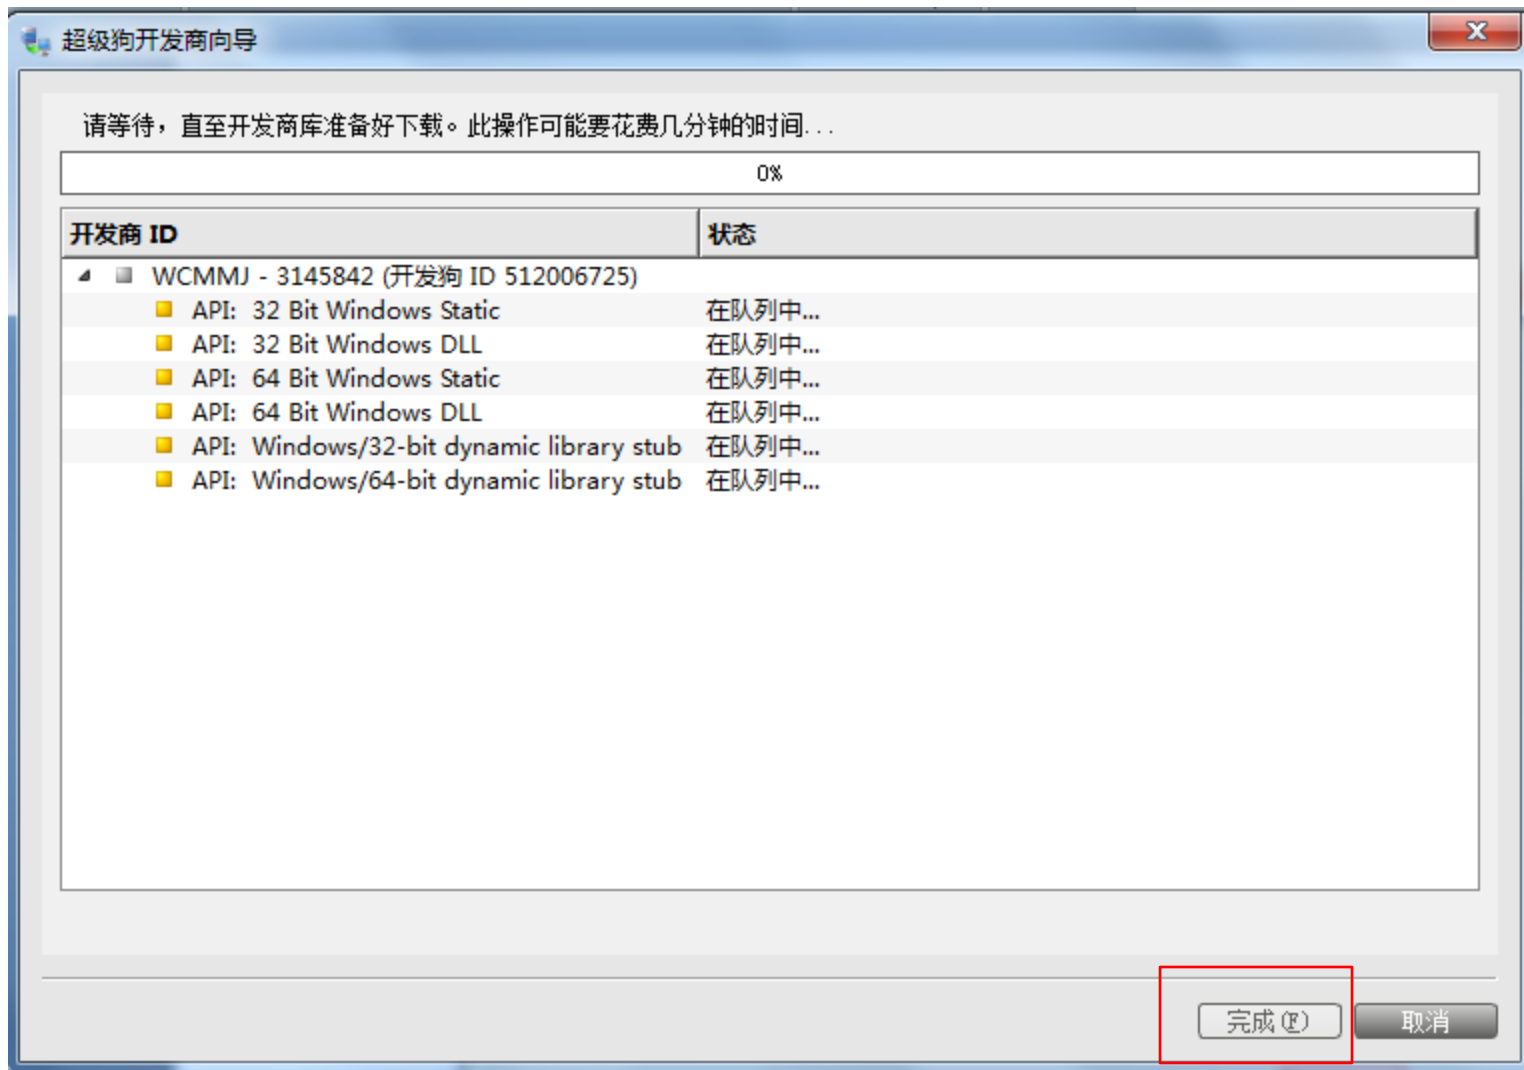 超级狗开发商向导
请等待，直至开发商库准备好下载。此操作可能要花费几分钟的时间...
0%
开发商 ID 状态
WCMMJ - 3145842 (开发狗 ID 512006725)
API: 32 Bit Windows Static 在队列中...
API: 32 Bit Windows DLL 在队列中...
API: 64 Bit Windows Static 在队列中...
API: 64 Bit Windows DLL 在队列中...
API: Windows/32-bit dynamic library stub 在队列中...
API: Windows/64-bit dynamic library stub 在队列中...
完成(F) 取消